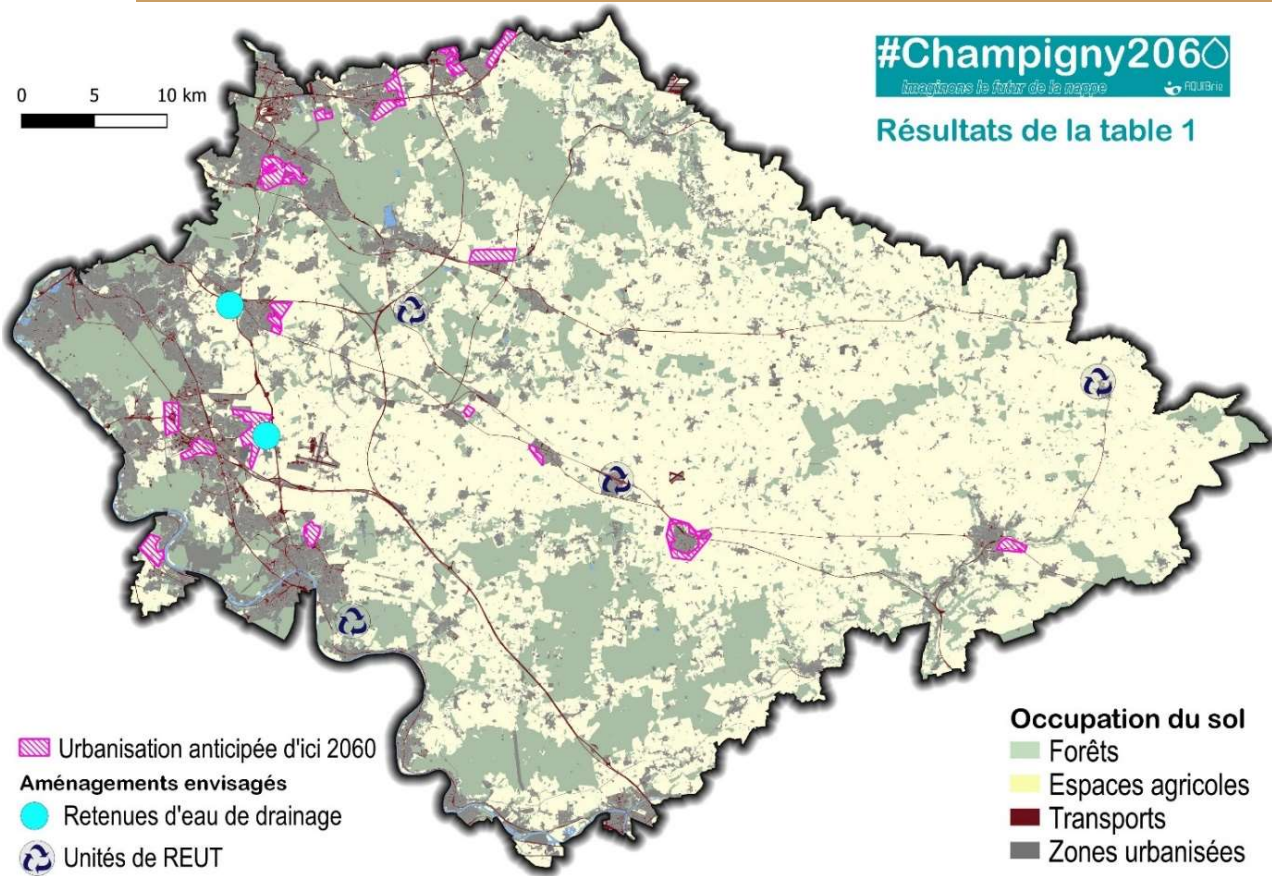 #Champigny2060
Imaginons le futur de la nappe
AQUIBrie
Résultats de la table 1
0 5 10 km
Urbanisation anticipée d'ici 2060
Aménagements envisagés
Retenues d'eau de drainage
Unités de REUT
Occupation du sol
Forêts
Espaces agricoles
Transports
Zones urbanisées